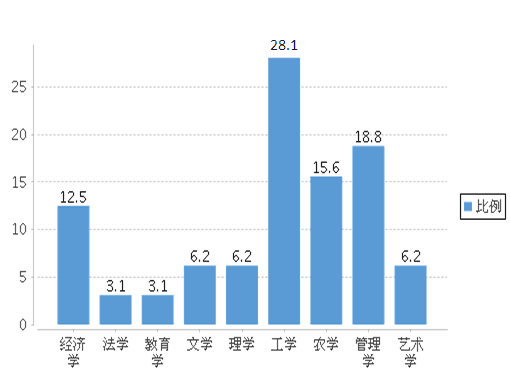 28.1
25
20
18.8
15.6
15
12.5
10
6.2
6.2
6.2
5
3.1
3.1
0
经济
学
法学
教育
学
文学
理学
工学
农学
管理
学
艺术
学
比例